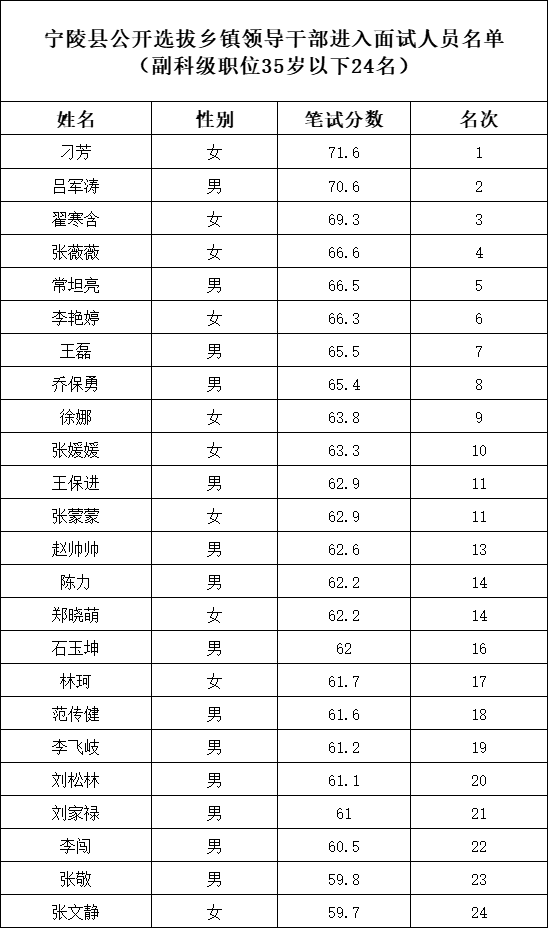 宁陵县公开选拔乡镇领导干部进入面试人员名单
（副科级职位35岁以下24名）
姓名 性别 笔试分数 名次
刁芳 女 71.6 1
吕军涛 男 70.6 2
翟寒含 女 69.3 3
张薇薇 女 66.6 4
常坦亮 男 66.5 5
李艳婷 女 66.3 6
王磊 男 65.5 7
乔保勇 男 65.4 8
徐娜 女 63.8 9
张媛媛 女 63.3 10
王保进 男 62.9 11
张蒙蒙 女 62.9 11
赵帅帅 男 62.6 13
陈力 男 62.2 14
郑晓萌 女 62.2 14
石玉坤 男 62 16
林珂 女 61.7 17
范传健 男 61.6 18
李飞岐 男 61.2 19
刘松林 男 61.1 20
刘家禄 男 61 21
李闯 男 60.5 22
张敬 男 59.8 23
张文静 女 59.7 24